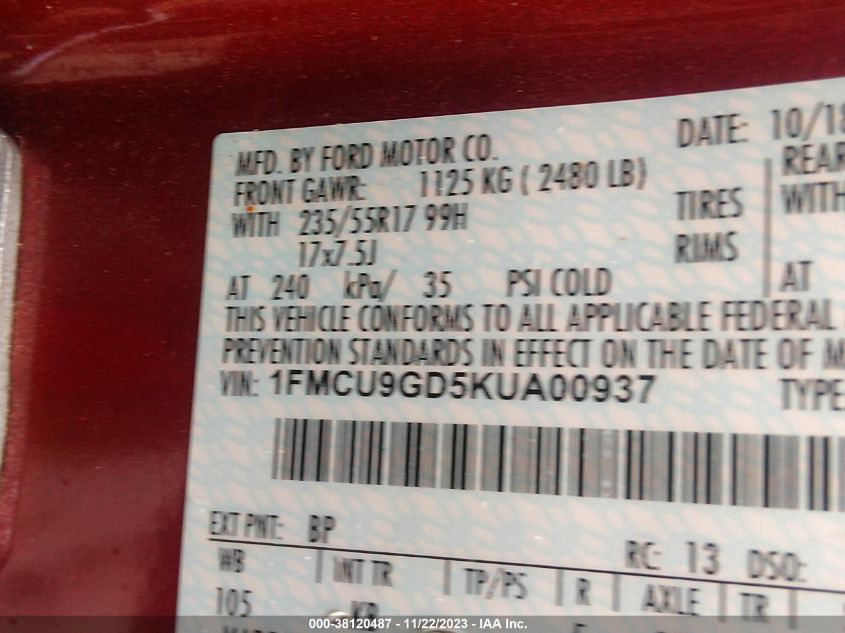 DATE: 10/18
MFD. BY FORD MOTOR CO.
FRONT GAWR: 1125 KG ( 2480 LB) REAR
WITH 235/55R17 99H TIRES WITH
17x7.5J RIMS
AT 240 kPa/ 35 PSI COLD AT
THIS VEHICLE CONFORMS TO ALL APPLICABLE FEDERAL
PREVENTION STANDARDS IN EFFECT ON THE DATE OF M
VIN: 1FMCU9GD5KUA00937 TYPE
EXT PNT: BP RC: 13 DSO:
WB INT TR TP/PS R AXLE TR
105 KB
000-38120487 - 11/22/2023 - IAA Inc.